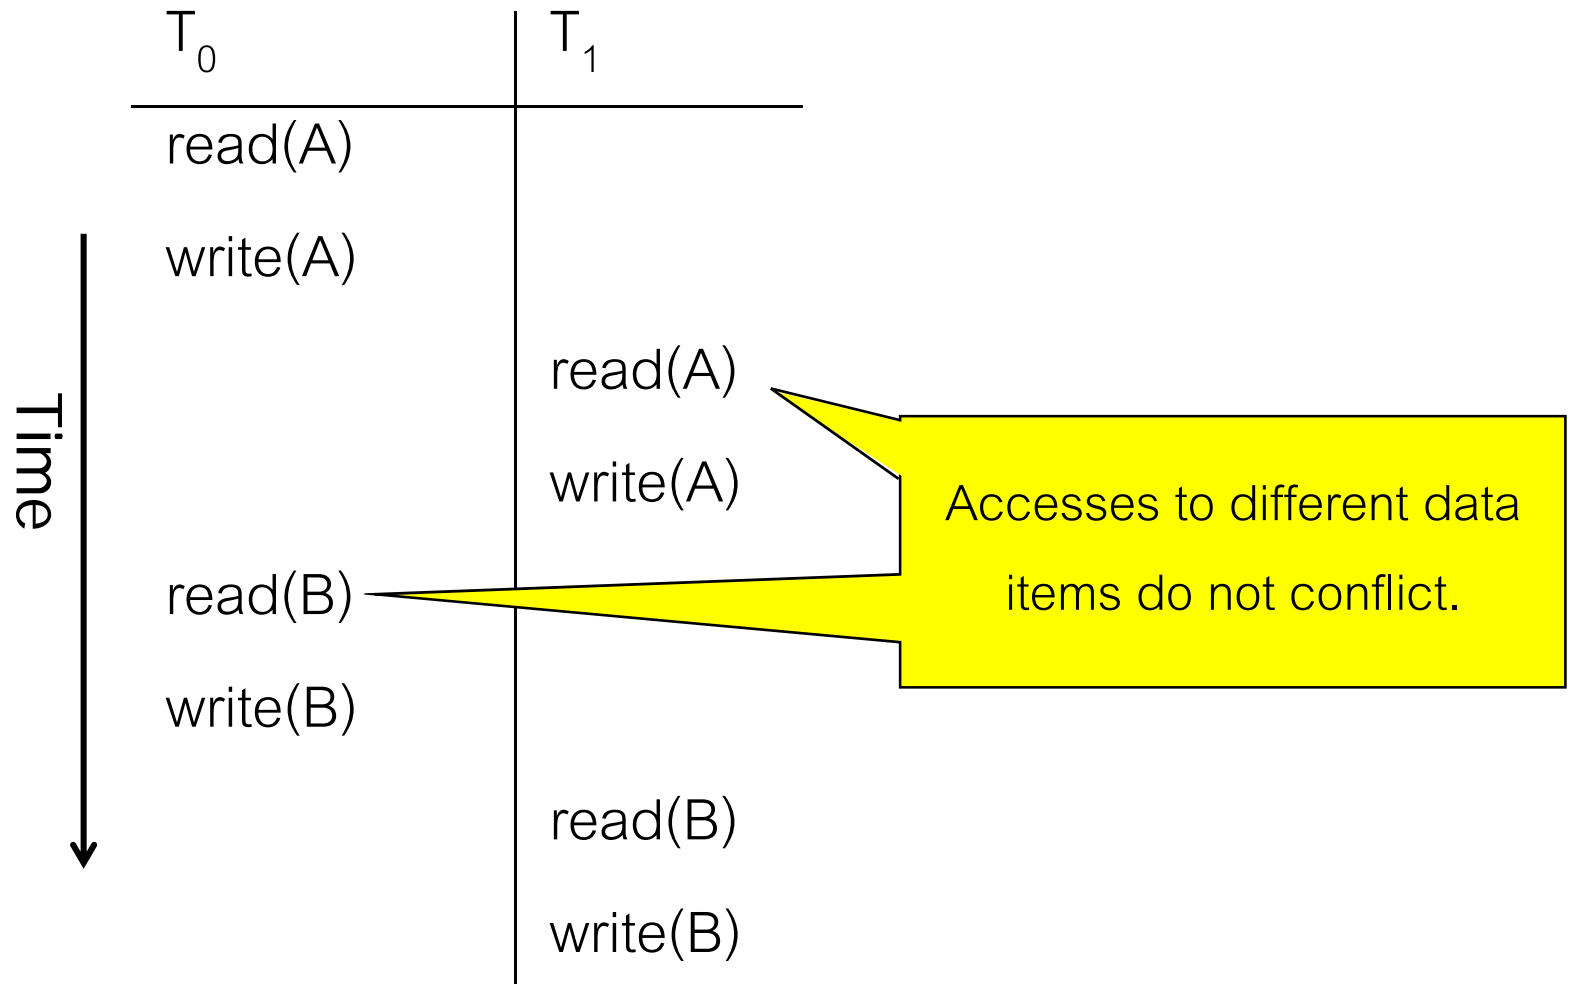 T₀ T₁
read(A)
write(A)
read(A)
write(A)
Time
Accesses to different data
items do not conflict.
read(B)
write(B)
read(B)
write(B)